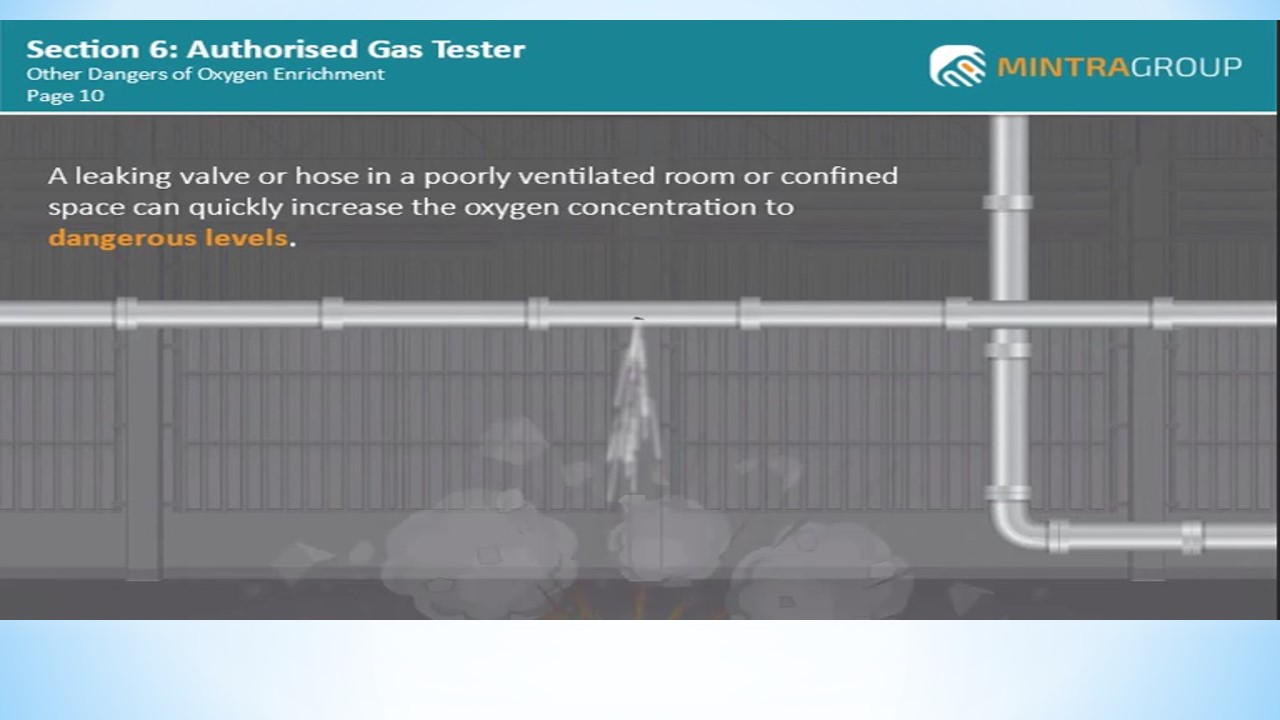 Section 6: Authorised Gas Tester
Other Dangers of Oxygen Enrichment
Page 10
MINTRAGROUP
A leaking valve or hose in a poorly ventilated room or confined
space can quickly increase the oxygen concentration to
dangerous levels.